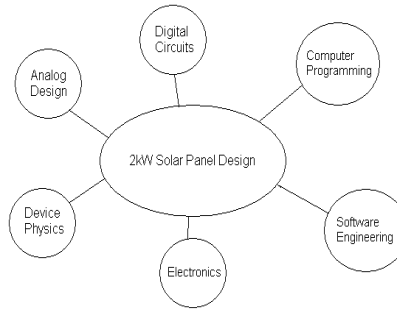 Digital
Circuits
Computer
Programming
Analog
Design
2kW Solar Panel Design
Device
Physics
Software
Engineering
Electronics